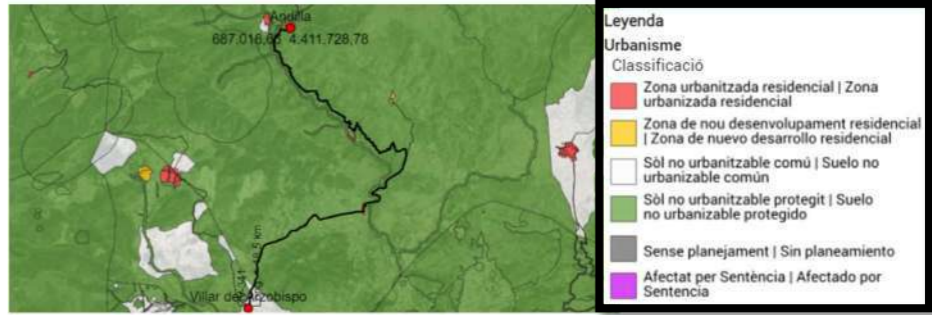 Andilla
687.016,65 4.411.728,78
Villar del Arzobispo
Leyenda
Urbanisme
Classificació
Zona urbanitzada residencial | Zona
urbanizada residencial
Zona de nou desenvolupament residencial
| Zona de nuevo desarrollo residencial
Sòl no urbanitzable comú | Suelo no
urbanizable común
Sòl no urbanitzable protegit | Suelo
no urbanizable protegido
Sense planejament | Sin planeamiento
Afectat per Sentència | Afectado por
Sentencia